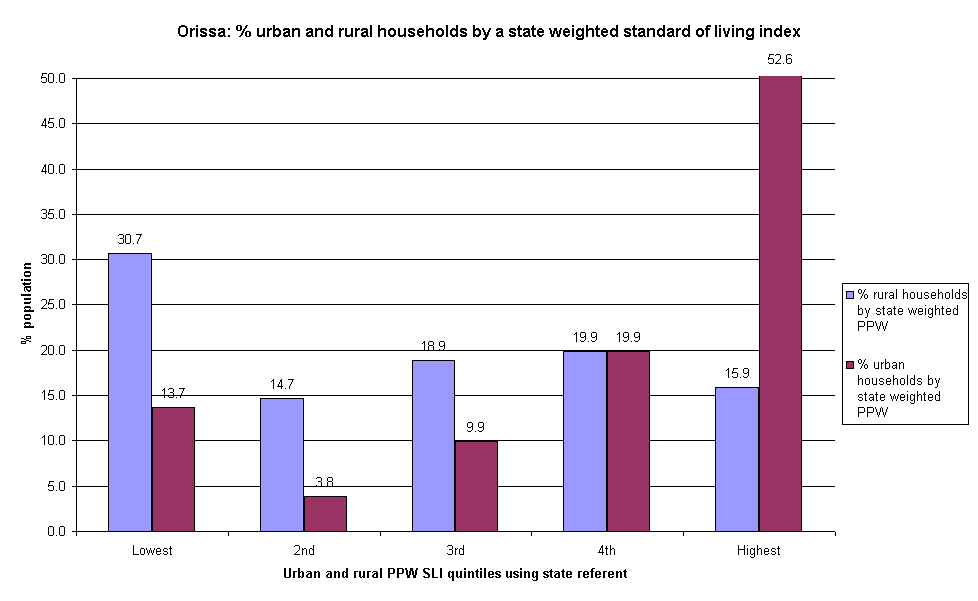 Orissa: % urban and rural households by a state weighted standard of living index
52.6
50.0
45.0
40.0
35.0
30.0
25.0
20.0
15.0
10.0
5.0
0.0
% population
30.7
13.7
14.7
3.8
18.9
9.9
19.9
19.9
15.9
Lowest
2nd
3rd
4th
Highest
Urban and rural PPW SLI quintiles using state referent
% rural households
by state weighted
PPW
% urban
households by
state weighted
PPW